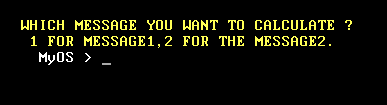 WHICH MESSAGE YOU WANT TO CALCULATE ?
1 FOR MESSAGE1,2 FOR THE MESSAGE2.
MyOS > _